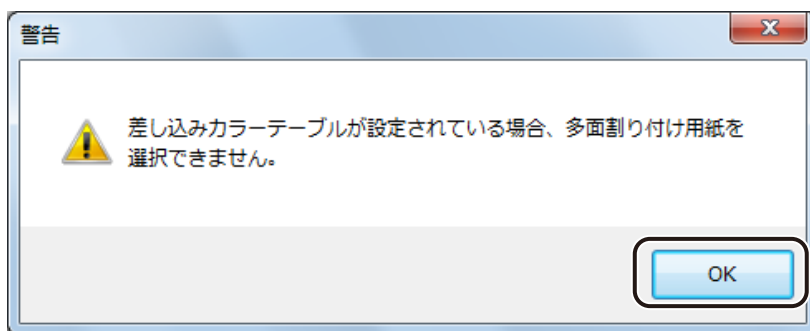 警告
差し込みカラーテーブルが設定されている場合、多面割り付け用紙を
選択できません。
OK